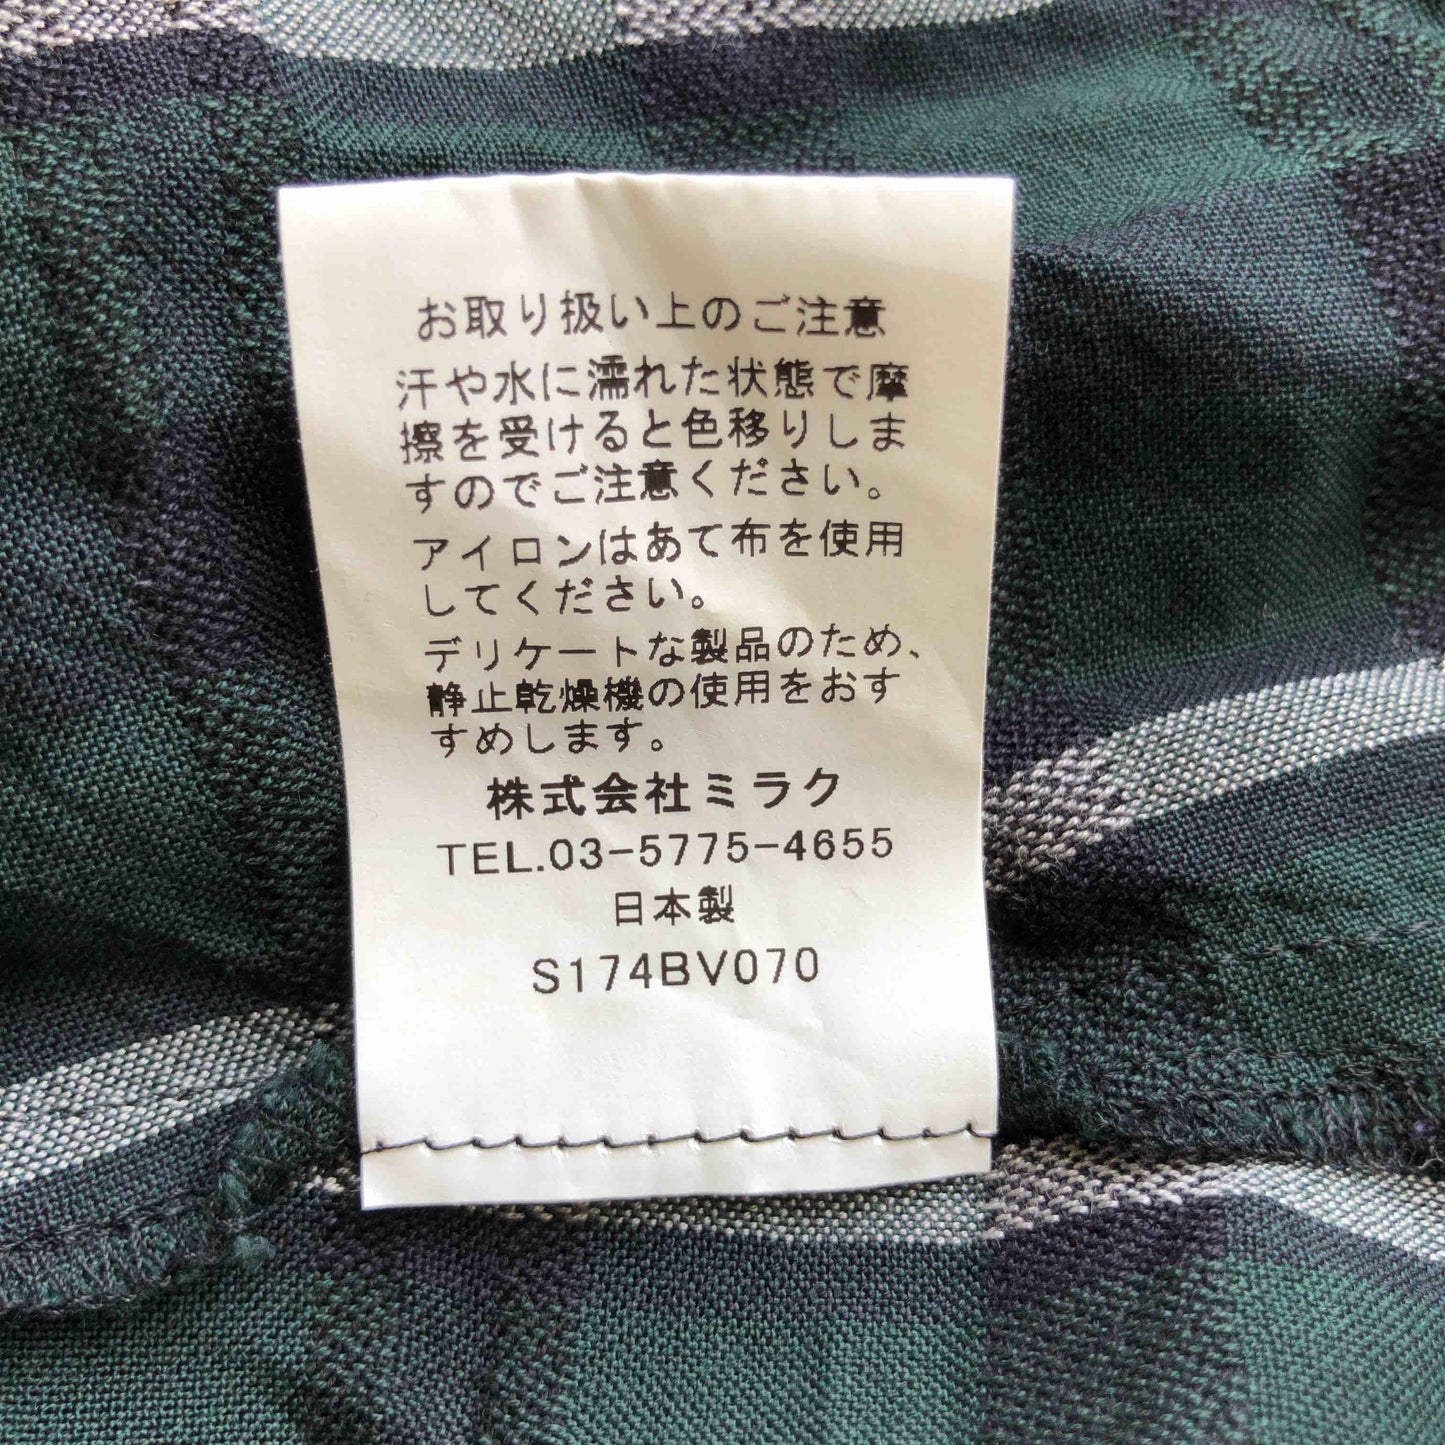 お取り扱い上のご注意
汗や水に濡れた状態で摩
擦を受けると色移りしま
すのでご注意ください。
アイロンはあて布を使用
してください。
デリケートな製品のため、
静止乾燥機の使用をおす
すめします。
株式会社ミラク
TEL.03-5775-4655
日本製
S174BV070